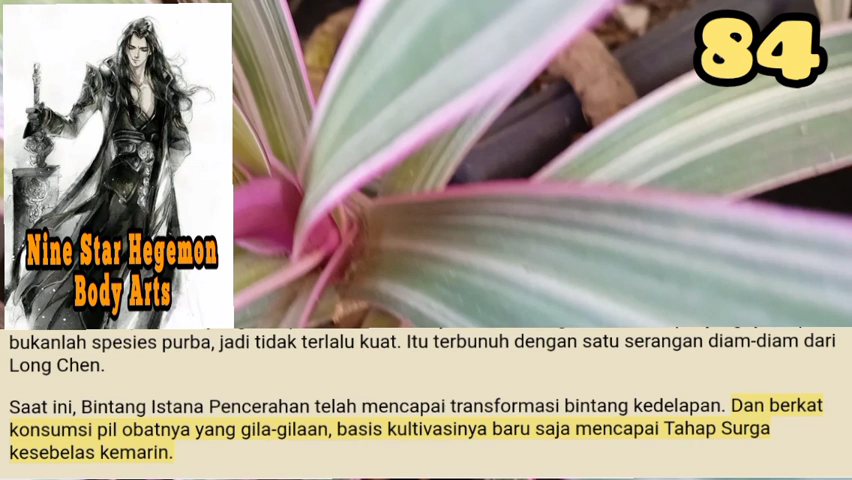 84
Nine Star Hegemon
Body Arts
bukanlah spesies purba, jadi tidak terlalu kuat. Itu terbunuh dengan satu serangan diam-diam dari
Long Chen.
Saat ini, Bintang Istana Pencerahan telah mencapai transformasi bintang kedelapan. Dan berkat
konsumsi pil obatnya yang gila-gilaan, basis kultivasinya baru saja mencapai Tahap Surga
kesebelas kemarin.